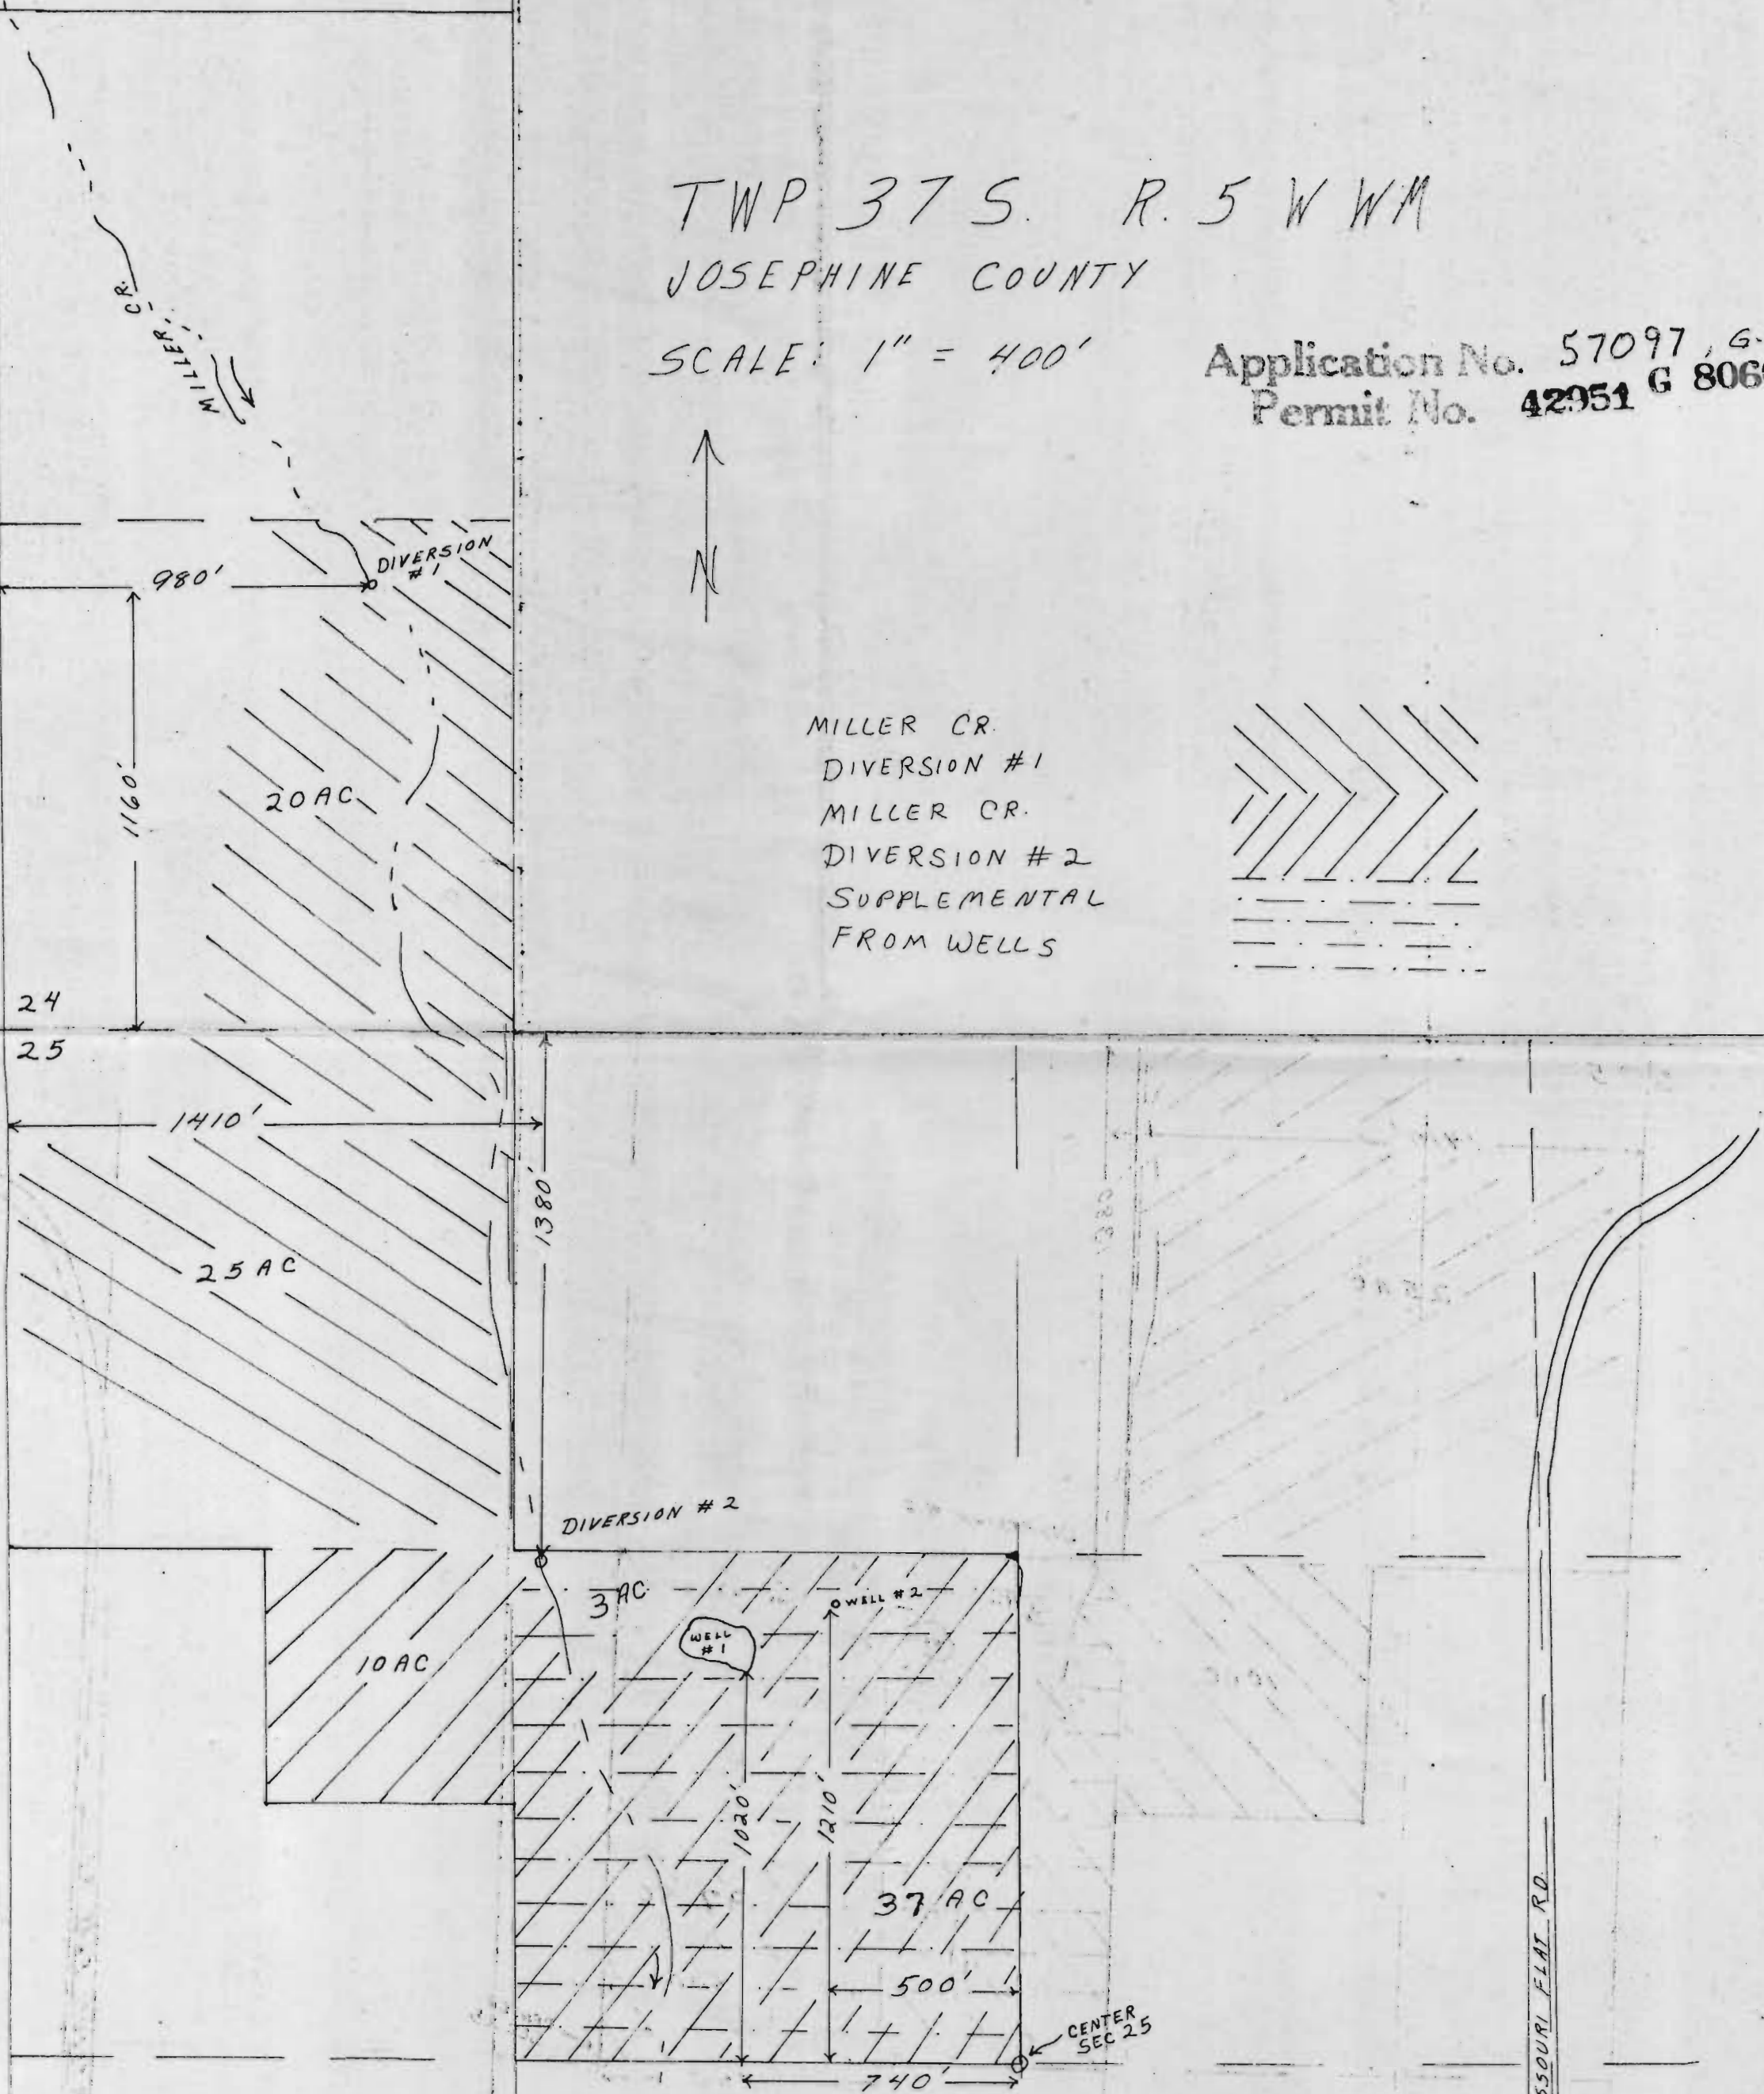 TWP 37 S. R. 5 W WM
JOSEPHINE COUNTY
SCALE: 1" = 400'
Application No. 57097, G.
Permit No. 42951 G 806
MILLER CR.
N
DIVERSION
#1
980'
1160'
20 AC
MILLER CR.
DIVERSION #1
MILLER CR.
DIVERSION #2
SUPPLEMENTAL
FROM WELLS
24
25
1410'
1380'
25 AC
DIVERSION #2
3 AC
WELL #2
WELL
#1
10 AC
1020'
1210'
37 AC
500'
CENTER
SEC 25
740'
SSOURI FLAT RD.